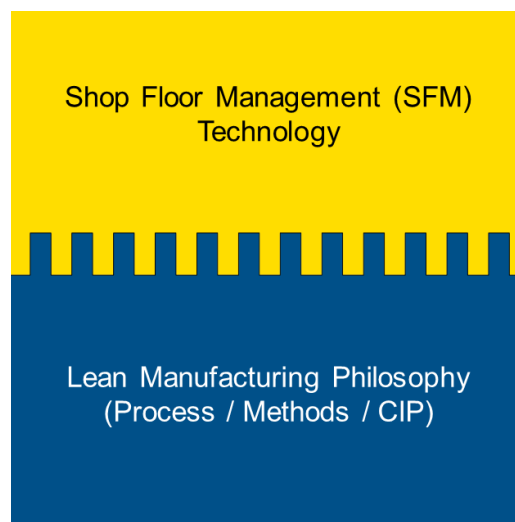 Shop Floor Management (SFM)
Technology
Lean Manufacturing Philosophy
(Process / Methods / CIP)